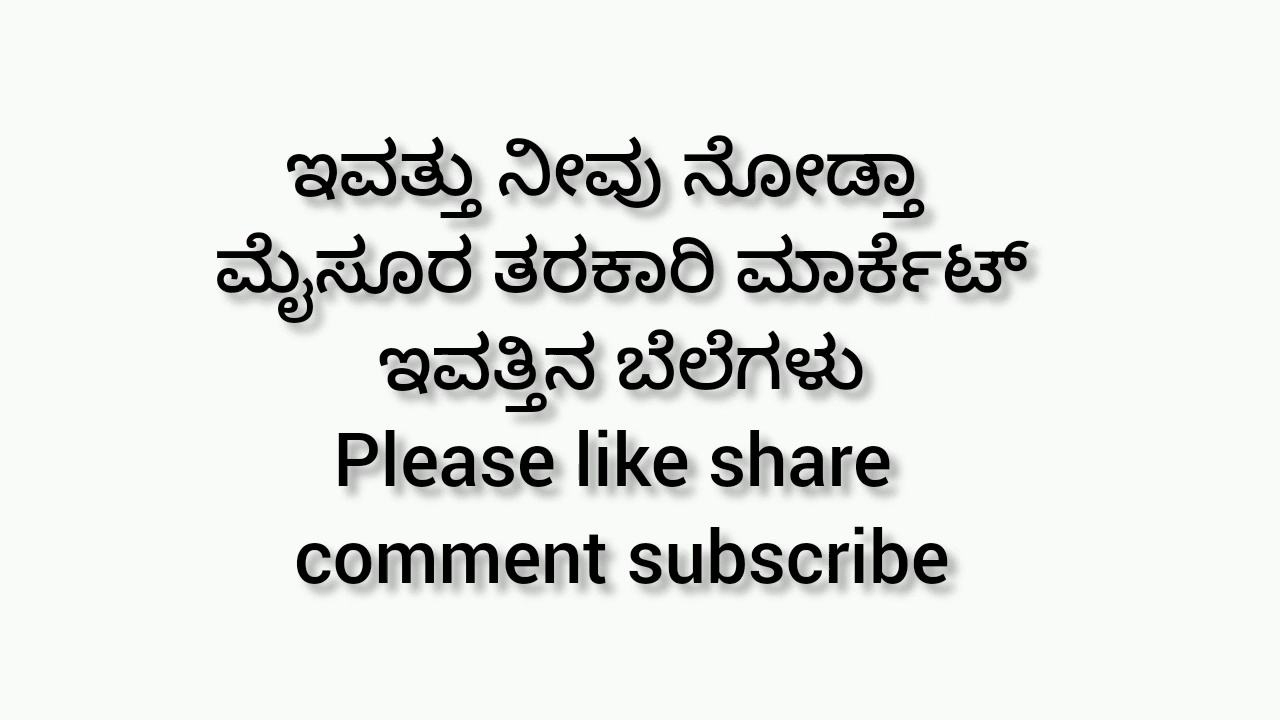 ಇವತ್ತು ನೀವು ನೋಡ್ತಾ
ಮೈಸೂರ ತರಕಾರಿ ಮಾರ್ಕೆಟ್
ಇವತ್ತಿನ ಬೆಲೆಗಳು
Please like share
comment subscribe